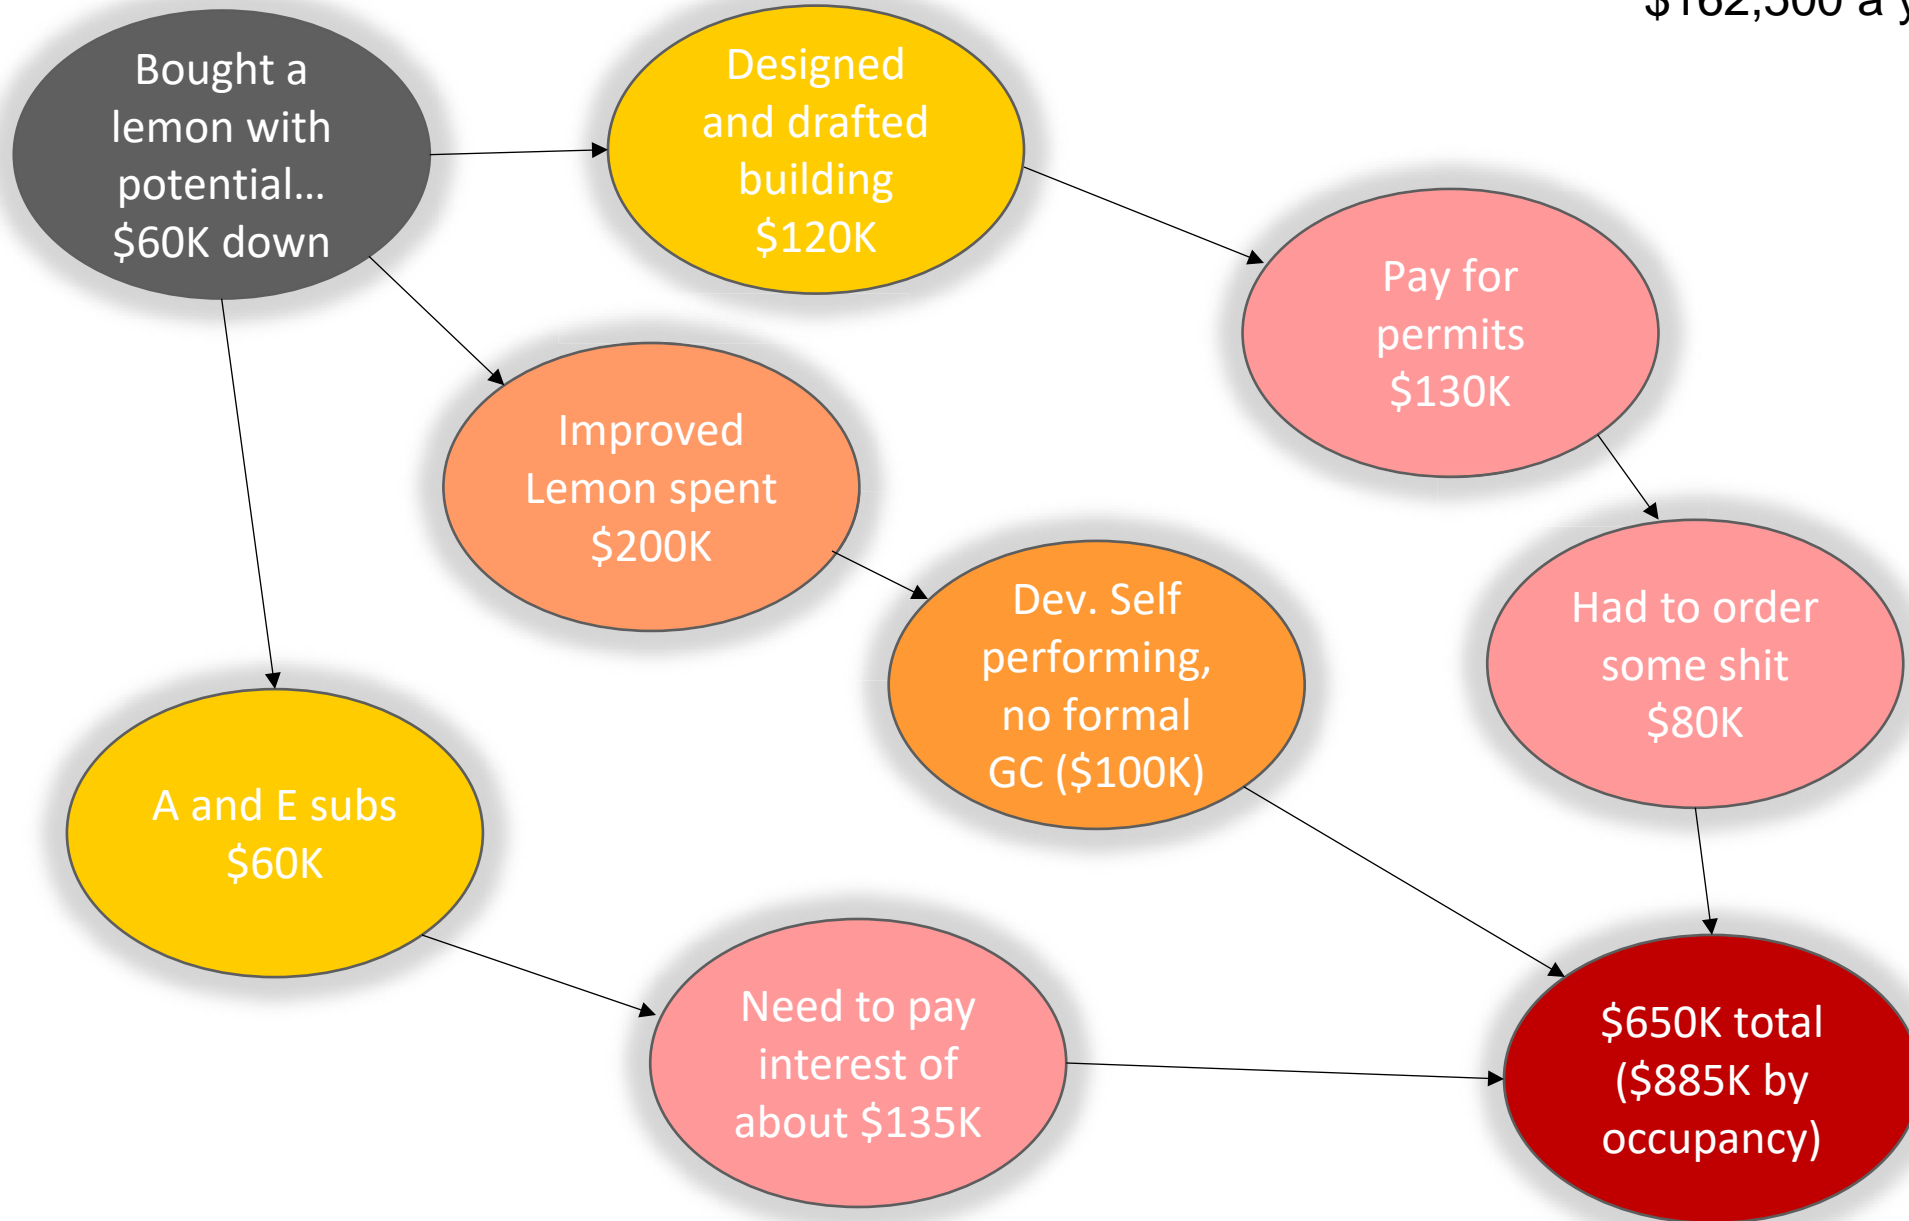 $162,500 a y
Bought a
lemon with
potential...
$60K down
Designed
and drafted
building
$120K
Pay for
permits
$130K
Improved
Lemon spent
$200K
Dev. Self
performing,
no formal
GC ($100K)
Had to order
some shit
$80K
A and E subs
$60K
Need to pay
interest of
about $135K
$650K total
($885K by
occupancy)